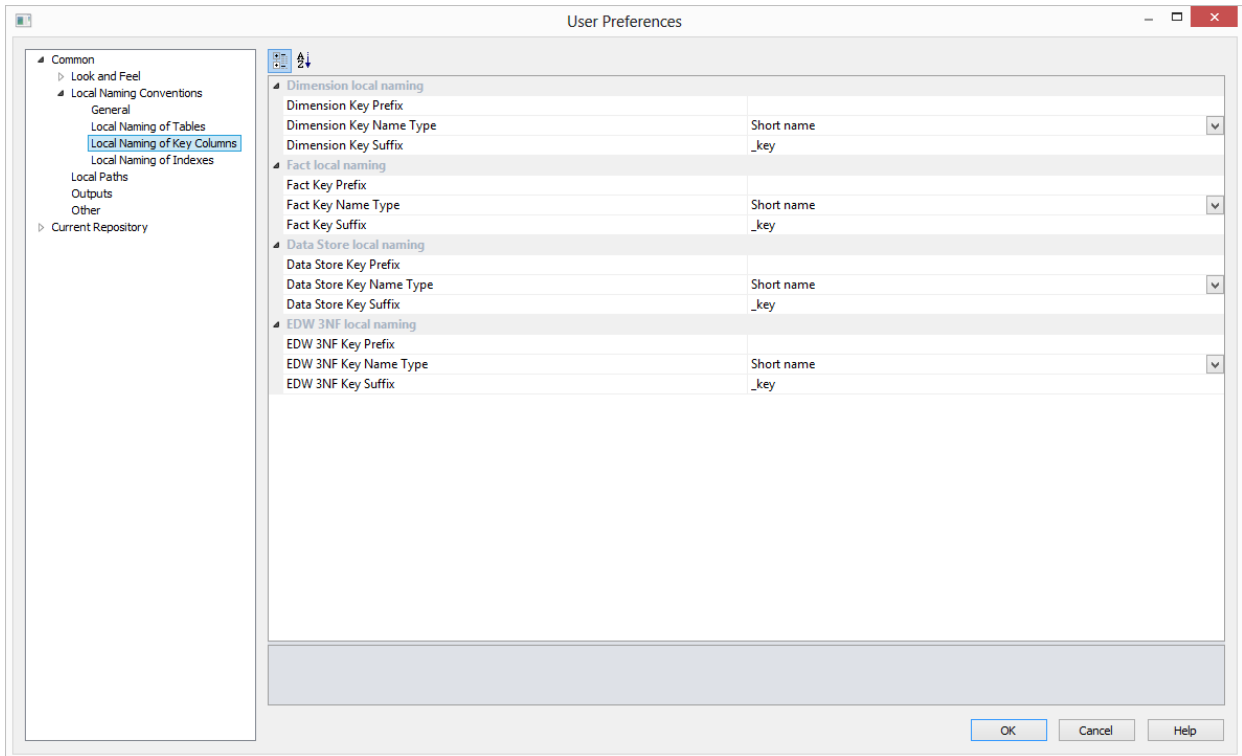 User Preferences
Common
Look and Feel
Local Naming Conventions
General
Local Naming of Tables
Local Naming of Key Columns
Local Naming of Indexes
Local Paths
Outputs
Other
Current Repository
Dimension local naming
Dimension Key Prefix
Dimension Key Name Type Short name
Dimension Key Suffix _key
Fact local naming
Fact Key Prefix
Fact Key Name Type Short name
Fact Key Suffix _key
Data Store local naming
Data Store Key Prefix
Data Store Key Name Type Short name
Data Store Key Suffix _key
EDW 3NF local naming
EDW 3NF Key Prefix
EDW 3NF Key Name Type Short name
EDW 3NF Key Suffix _key
OK Cancel Help